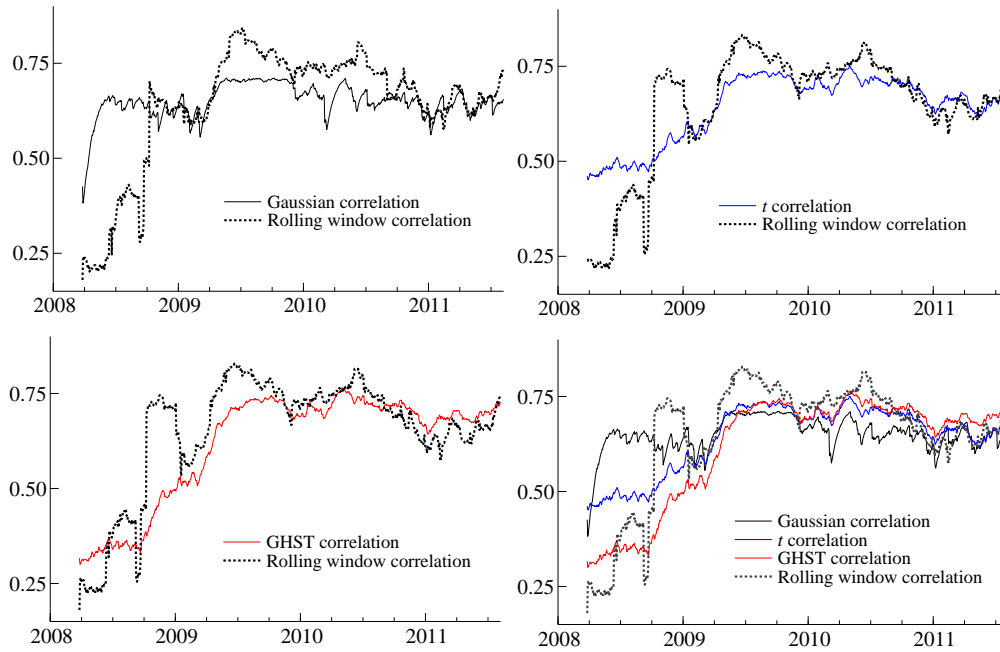 0.75
0.50
0.25
Gaussian correlation
Rolling window correlation
2008 2009 2010 2011
0.75
0.50
0.25
t correlation
Rolling window correlation
2008 2009 2010 2011
0.75
0.50
0.25
GHST correlation
Rolling window correlation
2008 2009 2010 2011
0.75
0.50
0.25
Gaussian correlation
t correlation
GHST correlation
Rolling window correlation
2008 2009 2010 2011